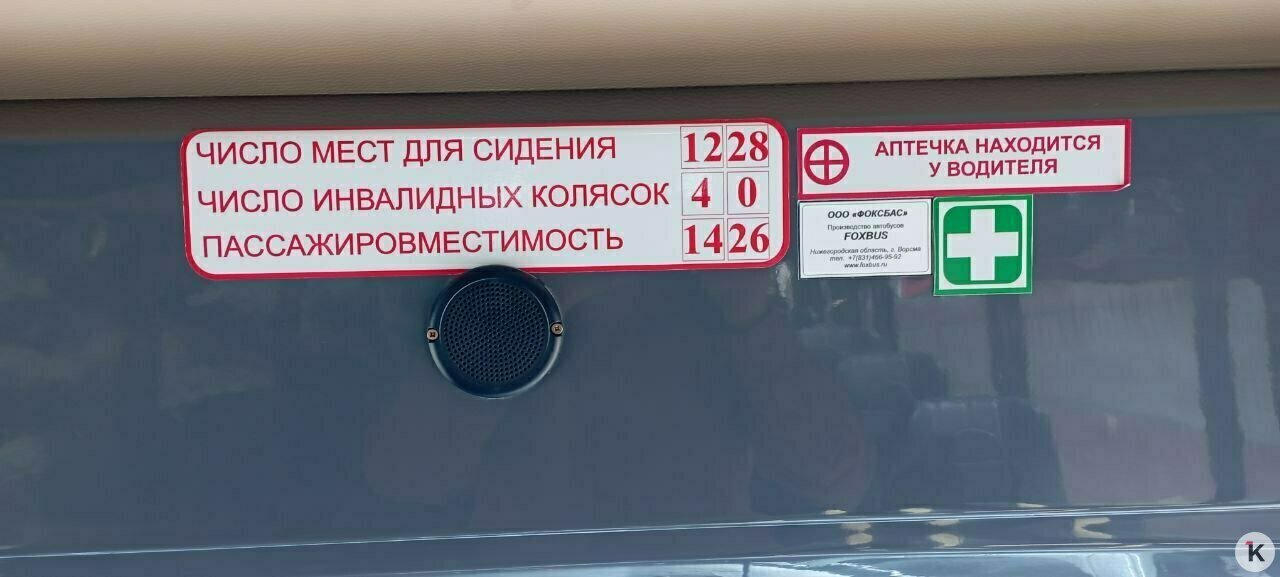 ЧИСЛО МЕСТ ДЛЯ СИДЕНИЯ 12 28
ЧИСЛО ИНВАЛИДНЫХ КОЛЯСОК 4 0
ПАССАЖИРОВМЕСТИМОСТЬ 14 26
АПТЕЧКА НАХОДИТСЯ
У ВОДИТЕЛЯ
ООО «ФОКСБАС»
Производство автобусов
FOXBUS
Нижегородская область, г. Ворсма
тел. +7(831)466-95-92
www.foxbus.ru
K